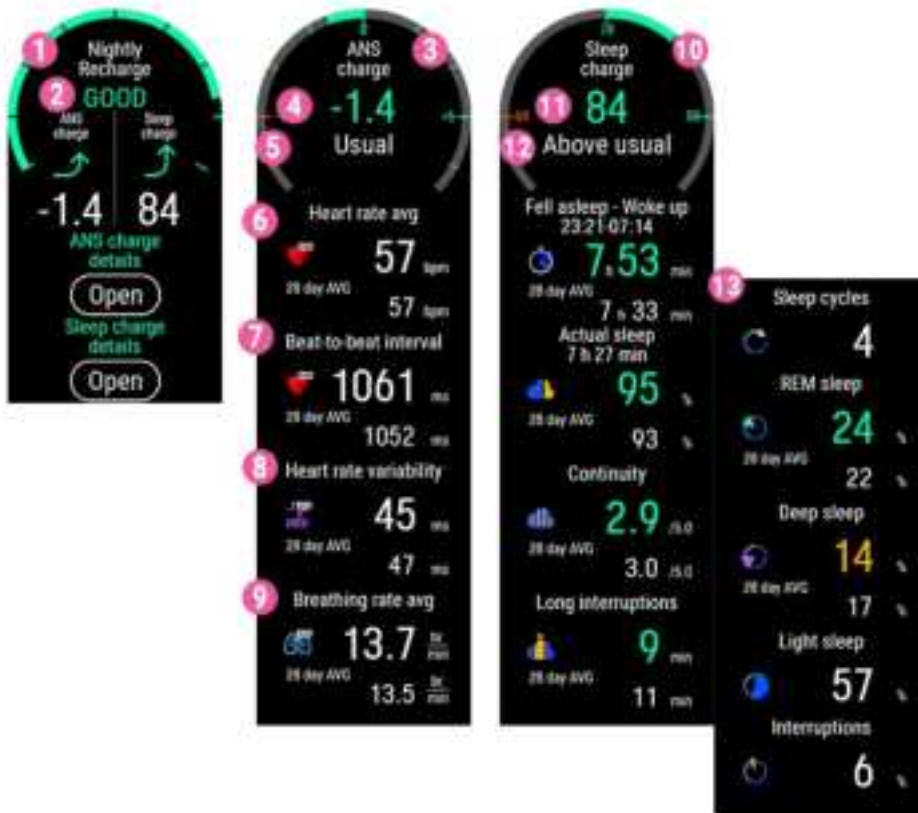 1
Nightly
Recharge
2
GOOD
ANS
charge
Sleep
charge
-1.4
84
ANS charge
details
Open
Sleep charge
details
Open
ANS
charge
3
4
-1.4
5
Usual
6
Heart rate avg
57 bpm
28 day AVG
57 bpm
7
Beat-to-beat interval
1061 ms
28 day AVG
1052 ms
8
Heart rate variability
45 ms
28 day AVG
47 ms
9
Breathing rate avg
13.7 br/min
28 day AVG
13.5 br/min
Sleep
charge
10
11
84
12
Above usual
Fell asleep - Woke up
23:21-07:14
7 h 53 min
28 day AVG
7 h 33 min
Actual sleep
7 h 27 min
95 %
28 day AVG
93 %
Continuity
2.9 /5.0
28 day AVG
3.0 /5.0
Long interruptions
9 min
28 day AVG
11 min
13
Sleep cycles
4
REM sleep
24 %
28 day AVG
22 %
Deep sleep
14 %
28 day AVG
17 %
Light sleep
57 %
Interruptions
6 %